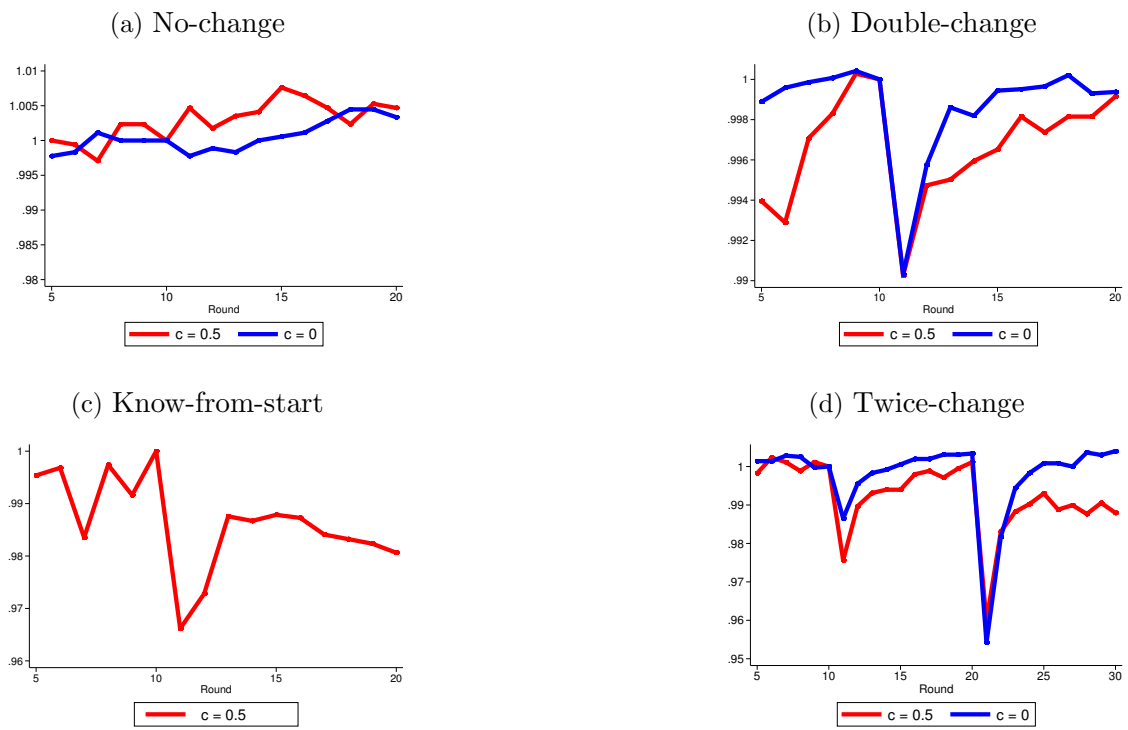 (a) No-change
1.01
1.005
1
.995
.99
.985
.98
5 10 15 20
Round
c = 0.5 c = 0
(b) Double-change
1
.998
.996
.994
.992
.99
5 10 15 20
Round
c = 0.5 c = 0
(c) Know-from-start
1
.99
.98
.97
.96
5 10 15 20
Round
c = 0.5
(d) Twice-change
1
.99
.98
.97
.96
.95
5 10 15 20 25 30
Round
c = 0.5 c = 0